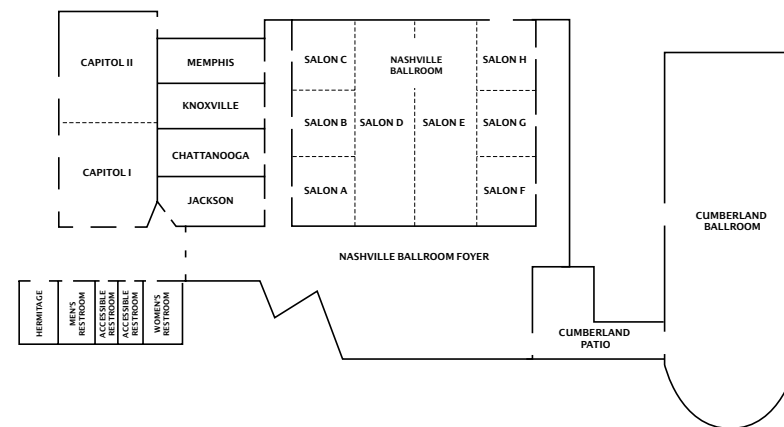 CAPITOL II
MEMPHIS
KNOXVILLE
CHATTANOOGA
CAPITOL I
JACKSON
SALON C
NASHVILLE
BALLROOM
SALON H
SALON B
SALON D
SALON E
SALON G
SALON A
SALON F
CUMBERLAND
BALLROOM
NASHVILLE BALLROOM FOYER
HERMITAGE
MEN'S
RESTROOM
ACCESSIBLE
RESTROOM
ACCESSIBLE
RESTROOM
WOMEN'S
RESTROOM
CUMBERLAND
PATIO